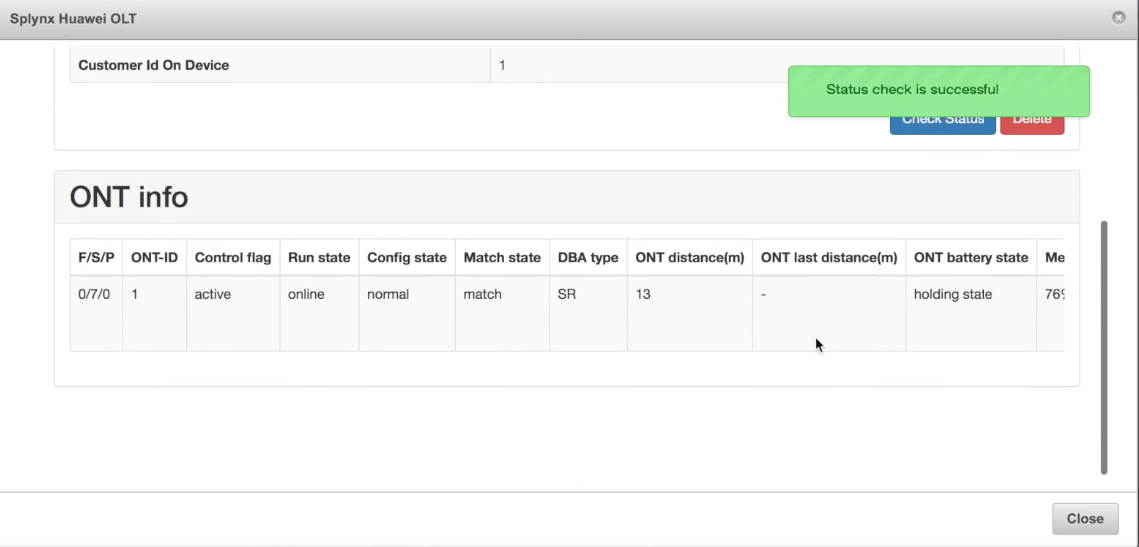 Splynx Huawei OLT
Customer Id On Device 1
Status check is successful
Check Status Delete
ONT info
F/S/P ONT-ID Control flag Run state Config state Match state DBA type ONT distance(m) ONT last distance(m) ONT battery state Me
0/7/0 1 active online normal match SR 13 - holding state 76%
Close